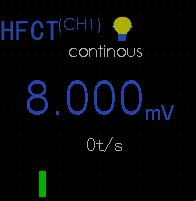 HFCT(CH1)
continous
8.000mV
0t/s